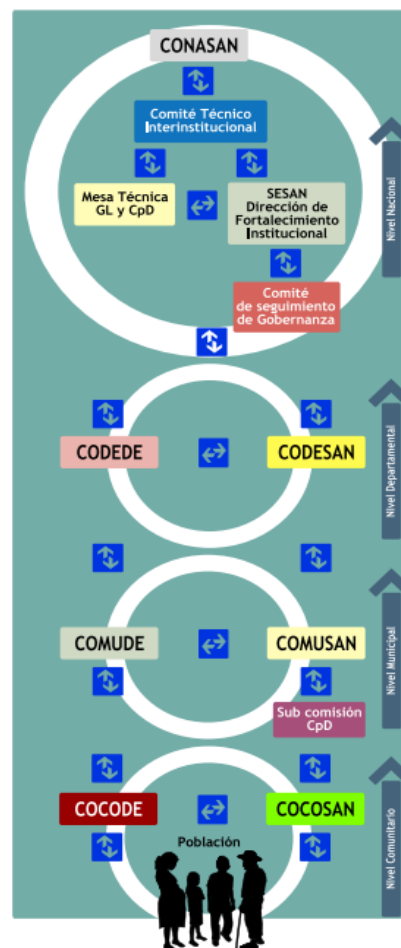 CONASAN
Comité Técnico
Interinstitucional
Mesa Técnica
GL y CpD
SESAN
Dirección de
Fortalecimiento
Institucional
Comité
de seguimiento
de Gobernanza
Nivel Nacional
CODEDE
CODESAN
Nivel Departamental
COMUDE
COMUSAN
Sub comisión
CpD
Nivel Municipal
COCODE
COCOSAN
Población
Nivel Comunitario